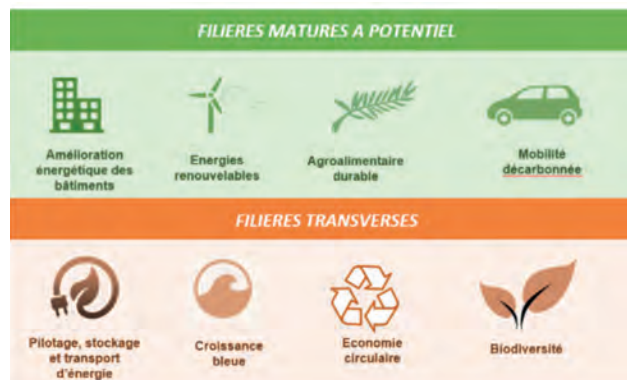 FILIERES MATURES A POTENTIEL
Amélioration
énergétique des
bâtiments
Energies
renouvelables
Agroalimentaire
durable
Mobilité
décarbonnée
FILIERES TRANSVERSES
Pilotage, stockage
et transport
d'énergie
Croissance
bleue
Economie
circulaire
Biodiversité